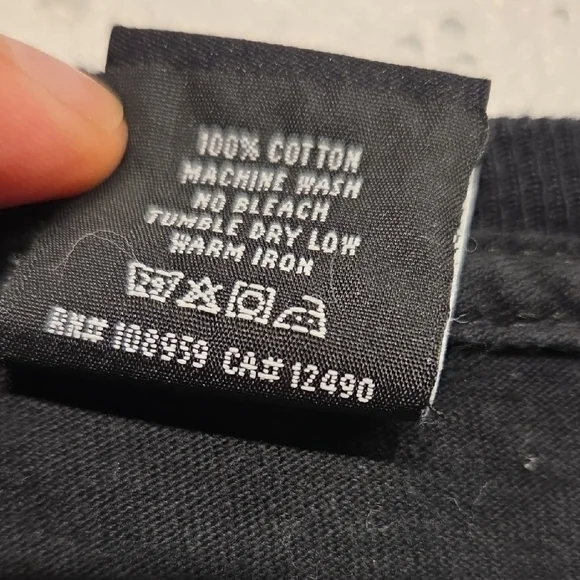 100% COTTON
MACHINE WASH
NO BLEACH
TUMBLE DRY LOW
WARM IRON
RN# 108959 CA# 12490